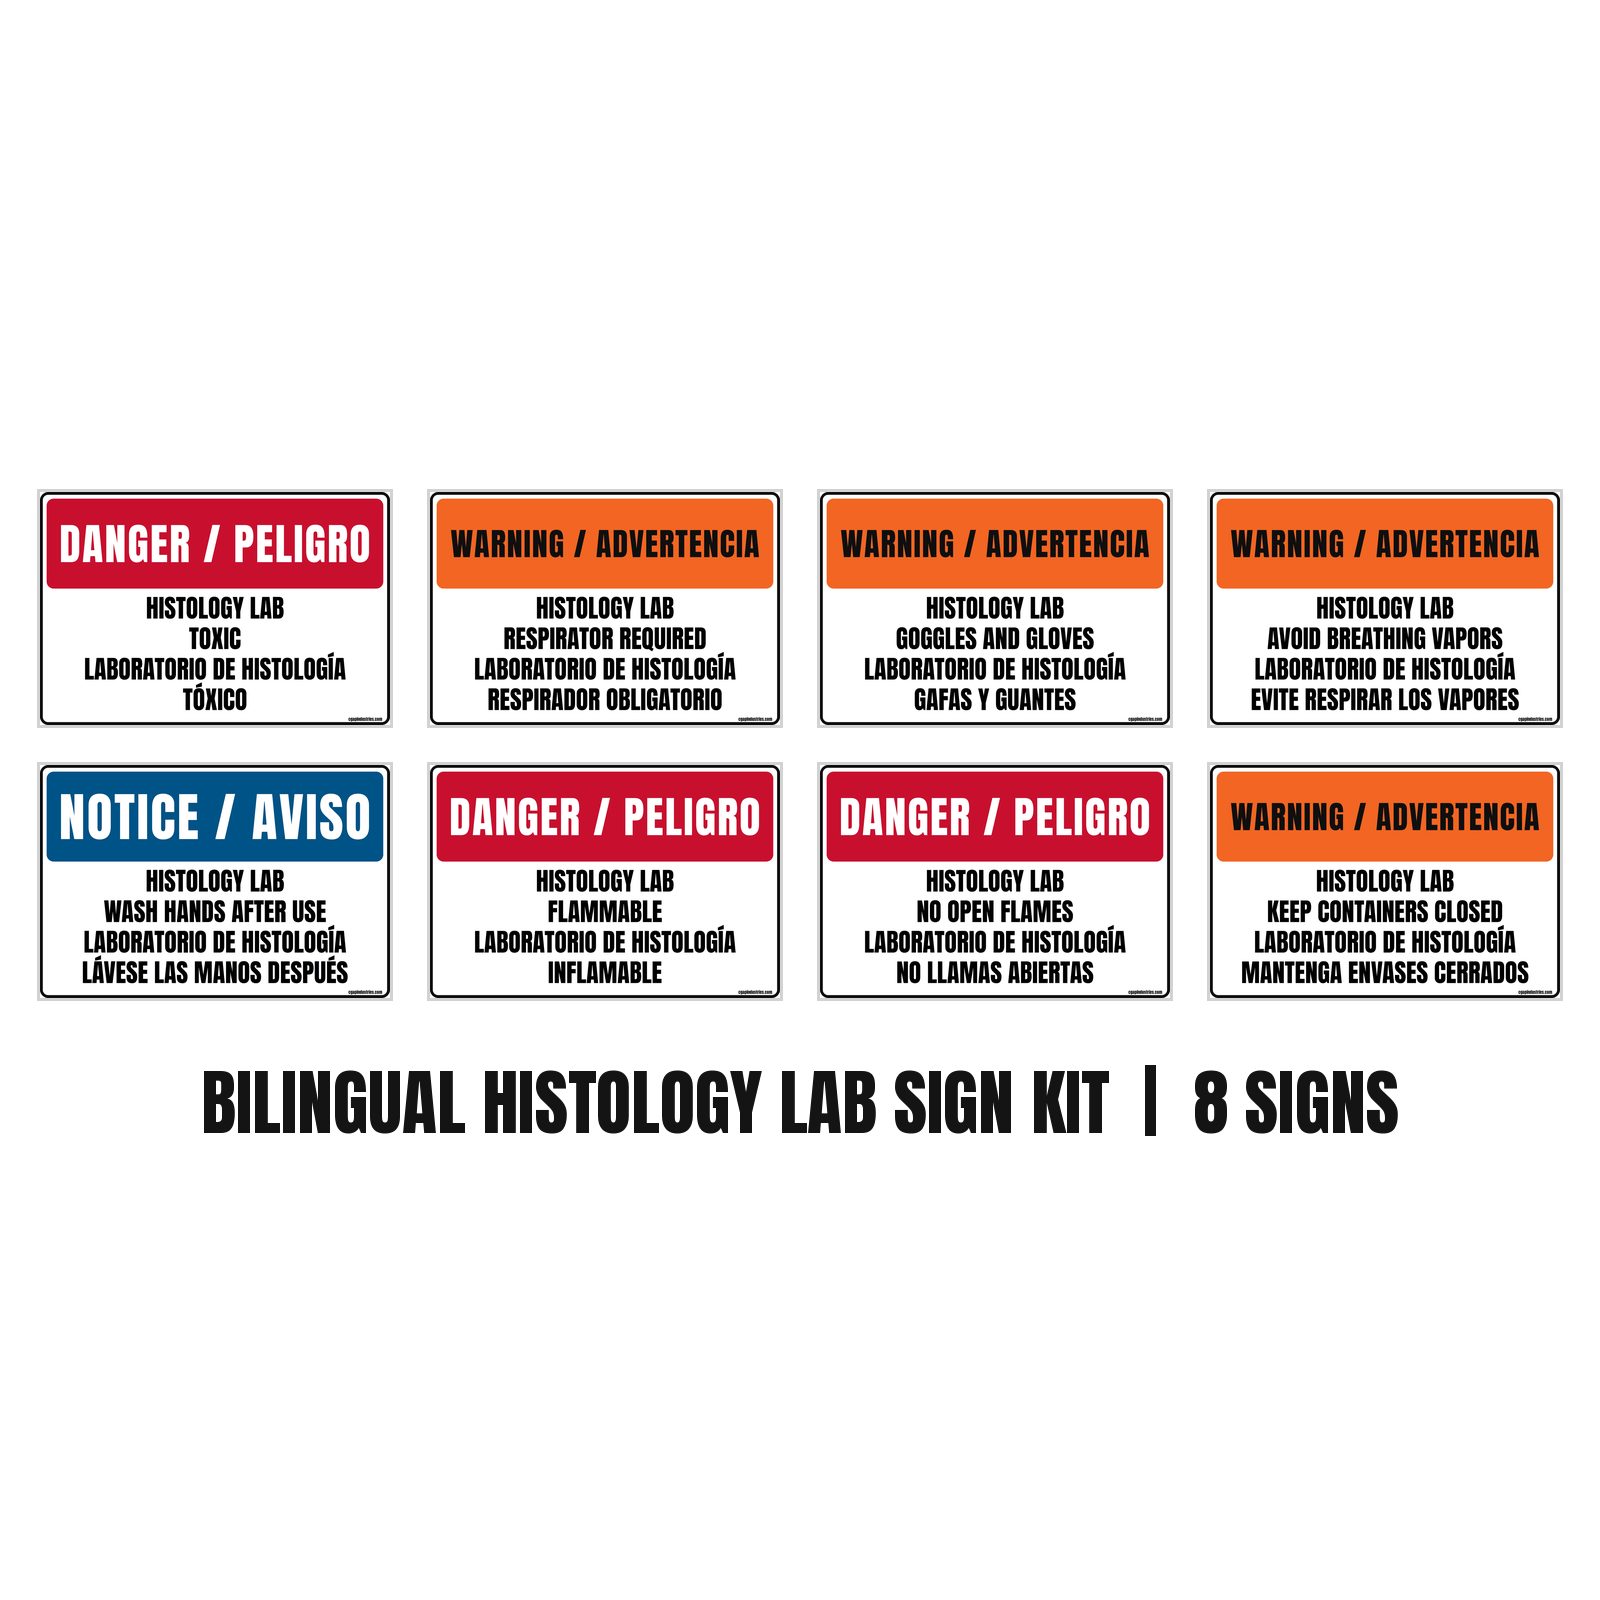 DANGER / PELIGRO
HISTOLOGY LAB
TOXIC
LABORATORIO DE HISTOLOGÍA
TÓXICO
WARNING / ADVERTENCIA
HISTOLOGY LAB
RESPIRATOR REQUIRED
LABORATORIO DE HISTOLOGÍA
RESPIRADOR OBLIGATORIO
WARNING / ADVERTENCIA
HISTOLOGY LAB
GOGGLES AND GLOVES
LABORATORIO DE HISTOLOGÍA
GAFAS Y GUANTES
WARNING / ADVERTENCIA
HISTOLOGY LAB
AVOID BREATHING VAPORS
LABORATORIO DE HISTOLOGÍA
EVITE RESPIRAR LOS VAPORES
NOTICE / AVISO
HISTOLOGY LAB
WASH HANDS AFTER USE
LABORATORIO DE HISTOLOGÍA
LÁVESE LAS MANOS DESPUÉS
DANGER / PELIGRO
HISTOLOGY LAB
FLAMMABLE
LABORATORIO DE HISTOLOGÍA
INFLAMABLE
DANGER / PELIGRO
HISTOLOGY LAB
NO OPEN FLAMES
LABORATORIO DE HISTOLOGÍA
NO LLAMAS ABIERTAS
WARNING / ADVERTENCIA
HISTOLOGY LAB
KEEP CONTAINERS CLOSED
LABORATORIO DE HISTOLOGÍA
MANTENGA ENVASES CERRADOS
BILINGUAL HISTOLOGY LAB SIGN KIT | 8 SIGNS